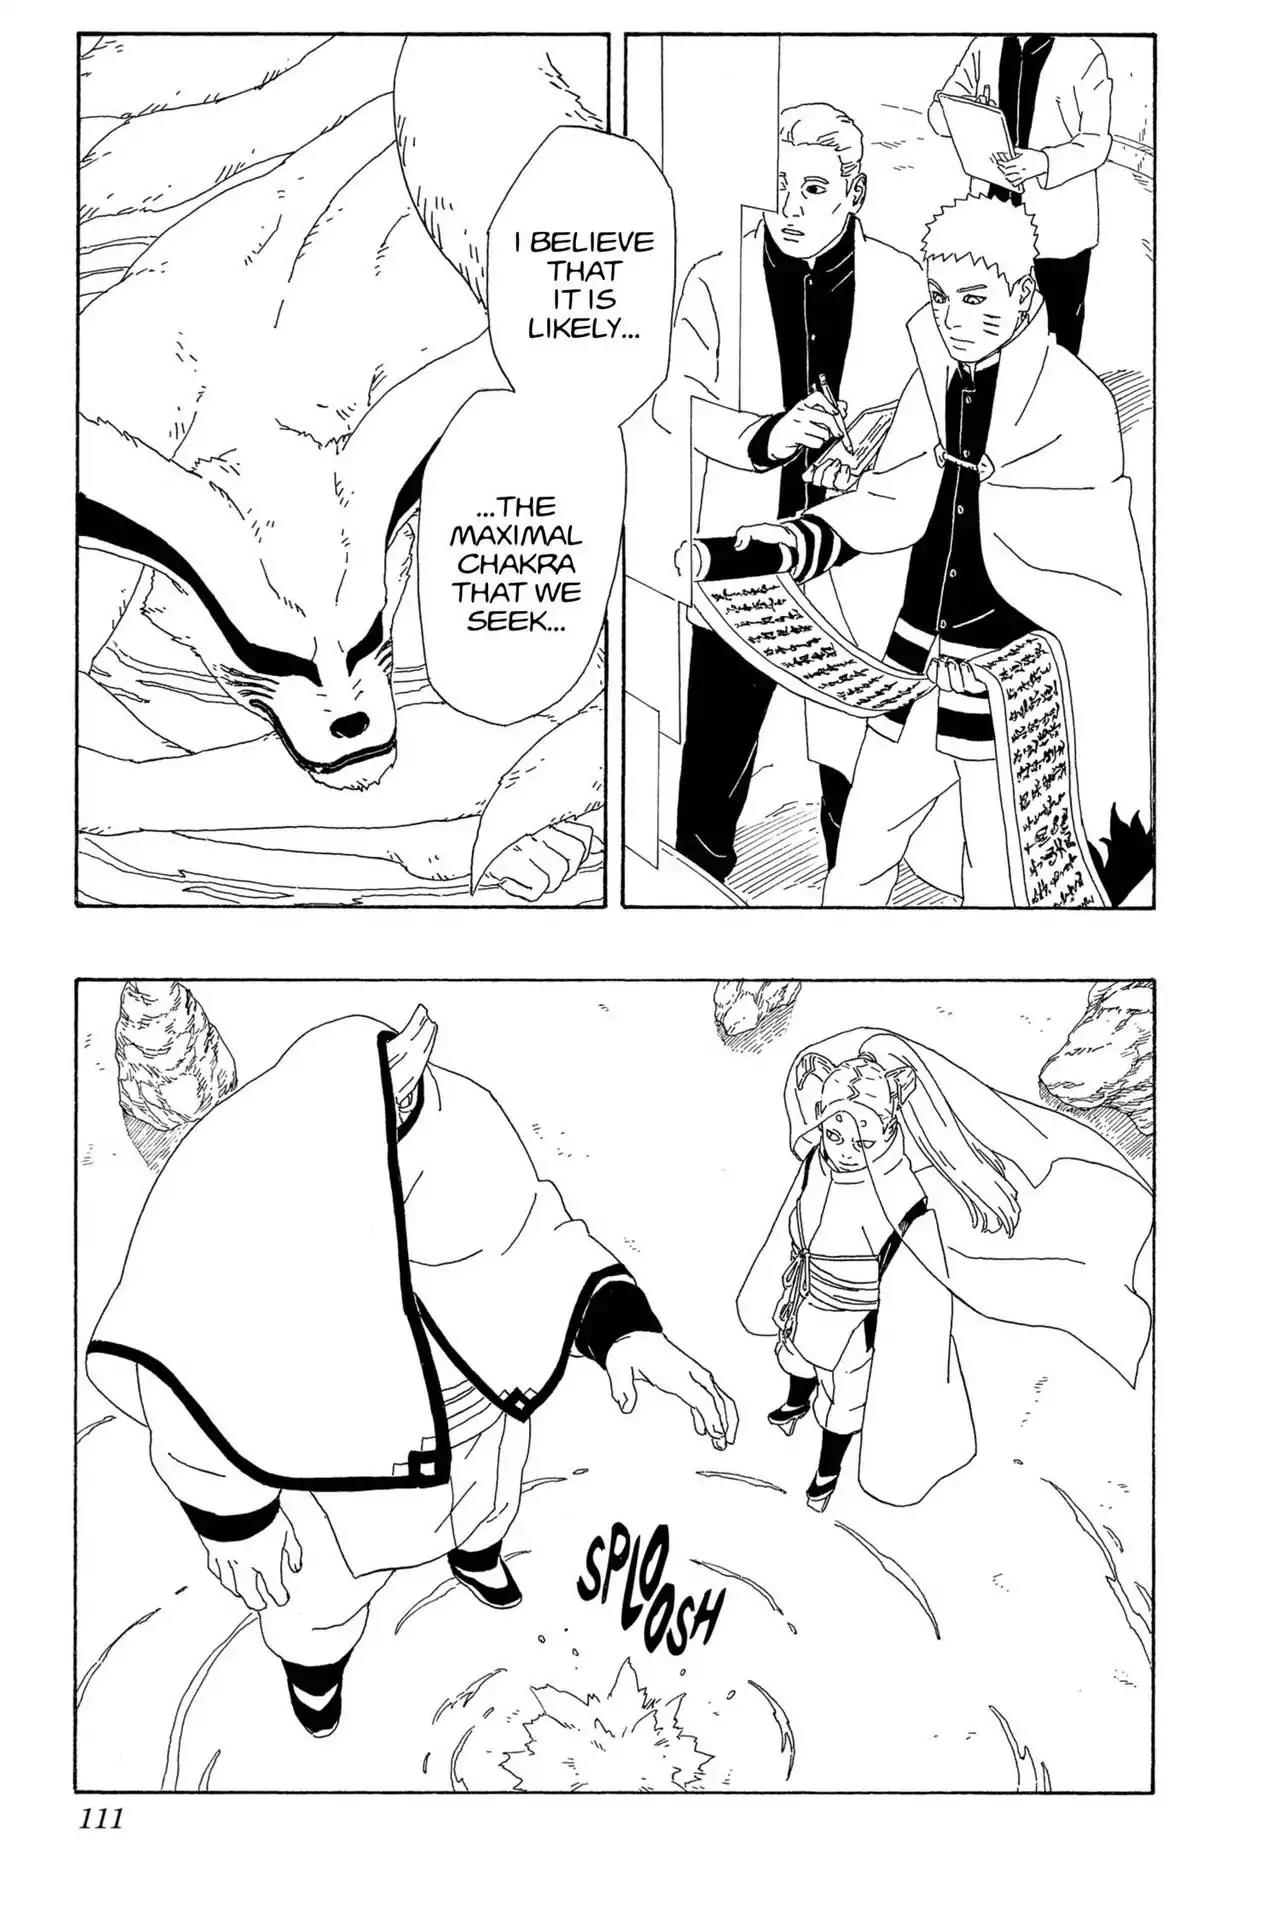 I BELIEVE
THAT
IT IS
LIKELY...
...THE
MAXIMAL
CHAKRA
THAT WE
SEEK...
SPLOOSH
111